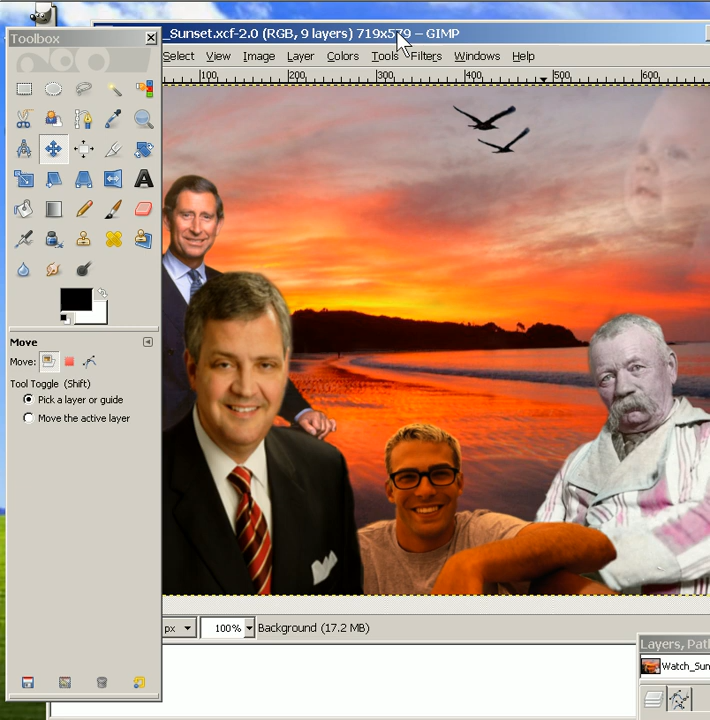 Toolbox
_Sunset.xcf-2.0 (RGB, 9 layers) 719x579 – GIMP
Select View Image Layer Colors Tools Filters Windows Help
100 200 300 400 500 600
Move
Move:
Tool Toggle (Shift)
Pick a layer or guide
Move the active layer
px 100% Background (17.2 MB)
Layers, Pat
Watch_Sun